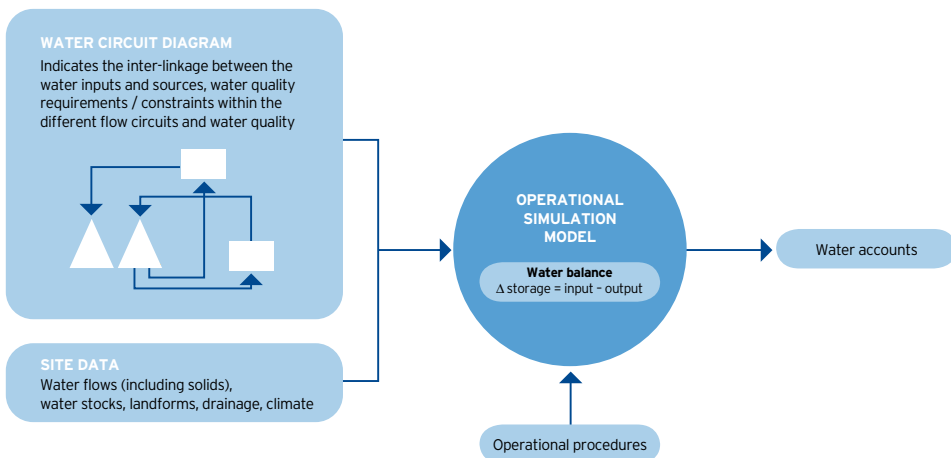 WATER CIRCUIT DIAGRAM
Indicates the inter-linkage between the
water inputs and sources, water quality
requirements / constraints within the
different flow circuits and water quality
SITE DATA
Water flows (including solids),
water stocks, landforms, drainage, climate
OPERATIONAL
SIMULATION
MODEL
Water balance
Δ storage = input – output
Water accounts
Operational procedures